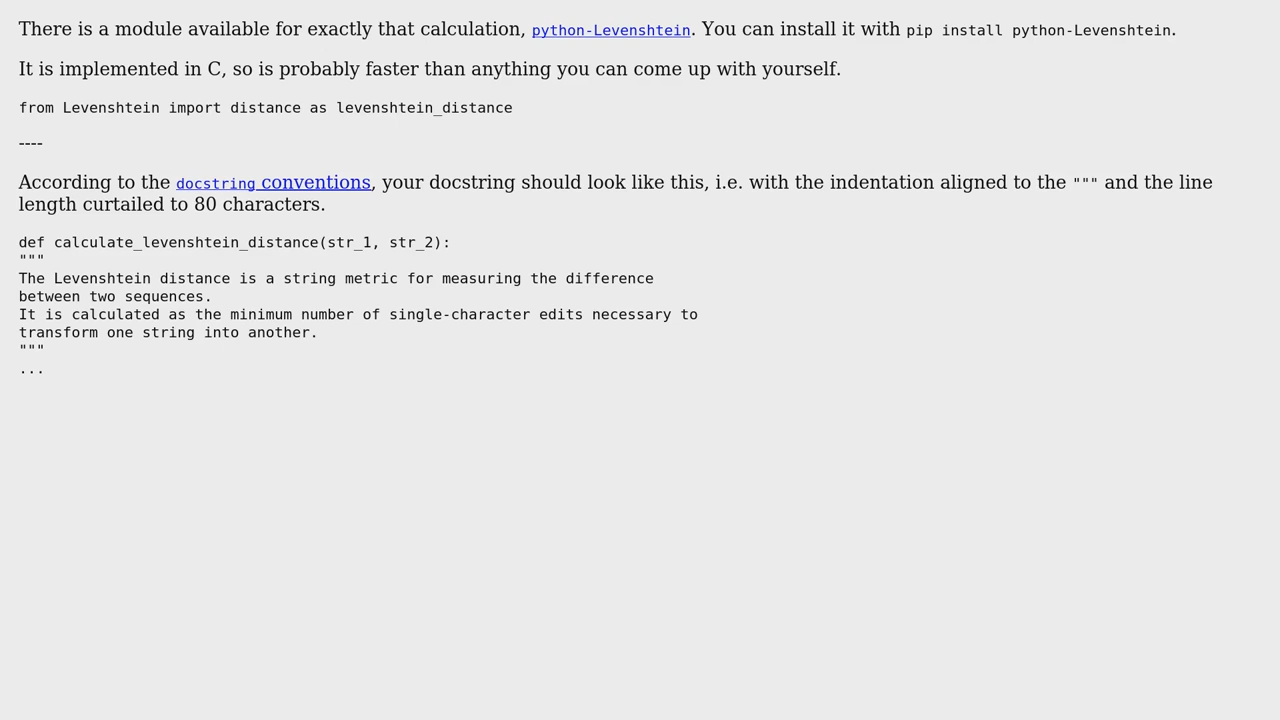 There is a module available for exactly that calculation, python-Levenshtein. You can install it with pip install python-Levenshtein.
It is implemented in C, so is probably faster than anything you can come up with yourself.
from Levenshtein import distance as levenshtein_distance
----
According to the docstring conventions, your docstring should look like this, i.e. with the indentation aligned to the """ and the line
length curtailed to 80 characters.
def calculate_levenshtein_distance(str_1, str_2):
"""
The Levenshtein distance is a string metric for measuring the difference
between two sequences.
It is calculated as the minimum number of single-character edits necessary to
transform one string into another.
"""
...